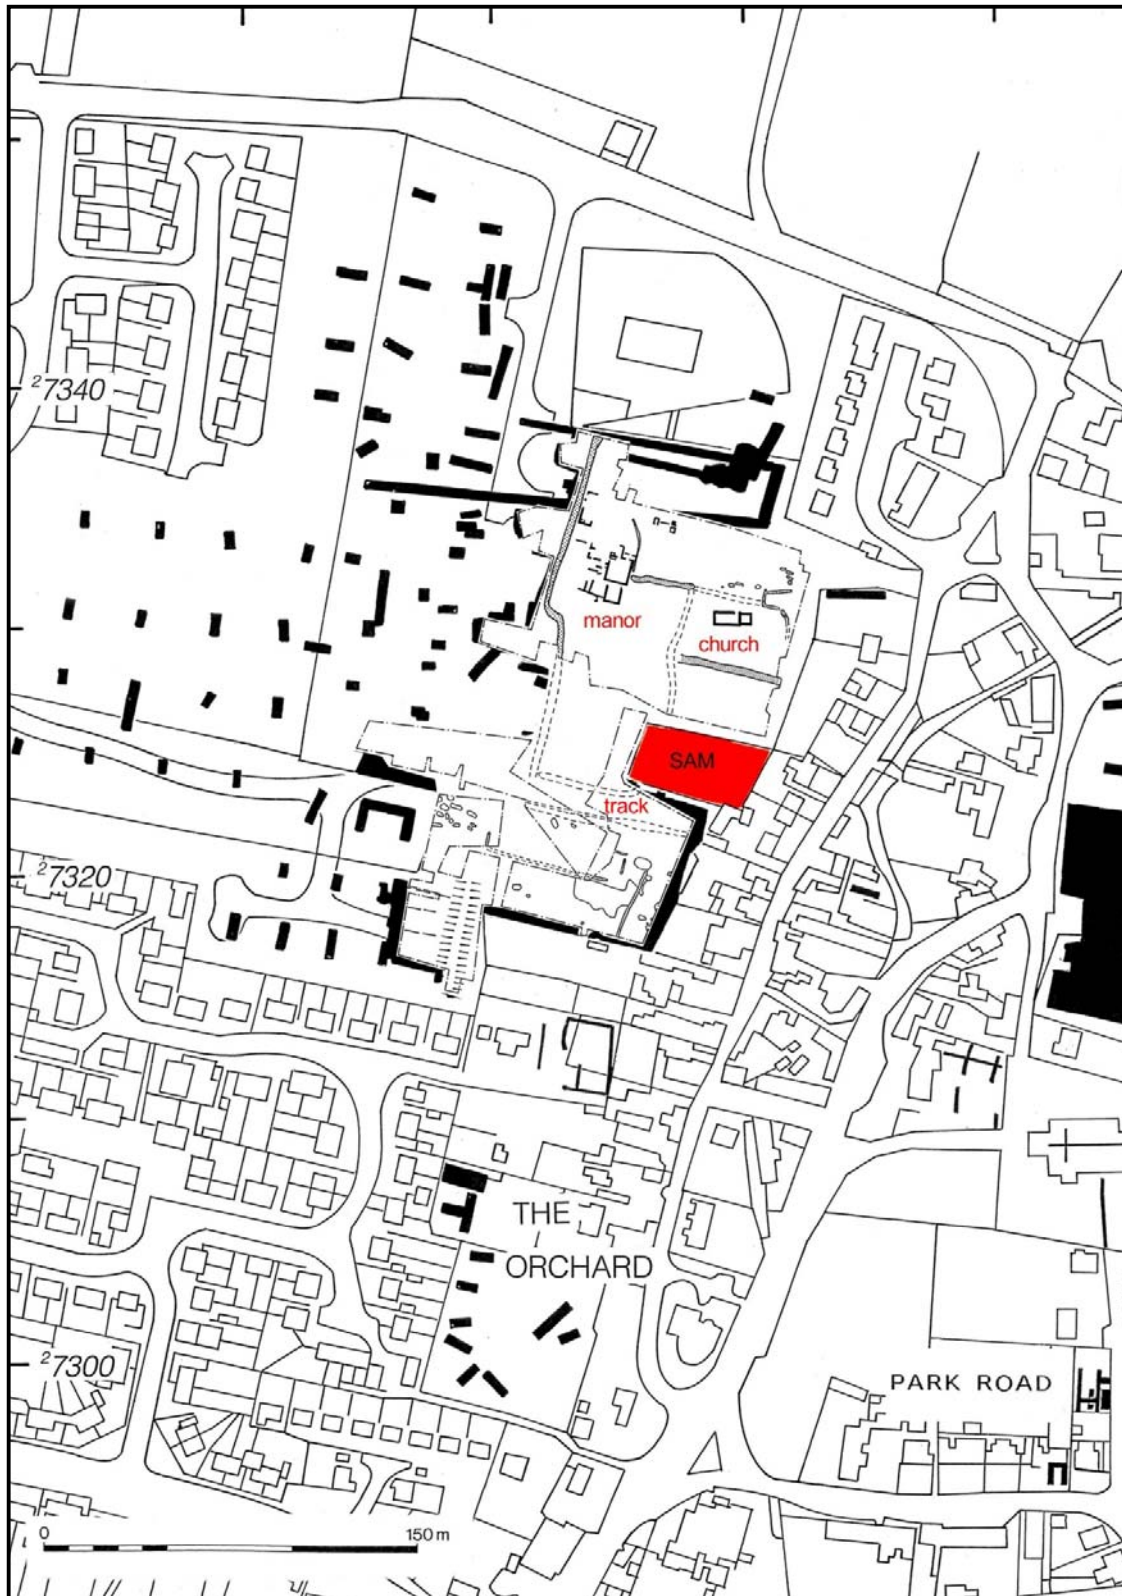 ²7340
manor
church
SAM
track
²7320
THE
ORCHARD
²7300
PARK ROAD
0 150 m